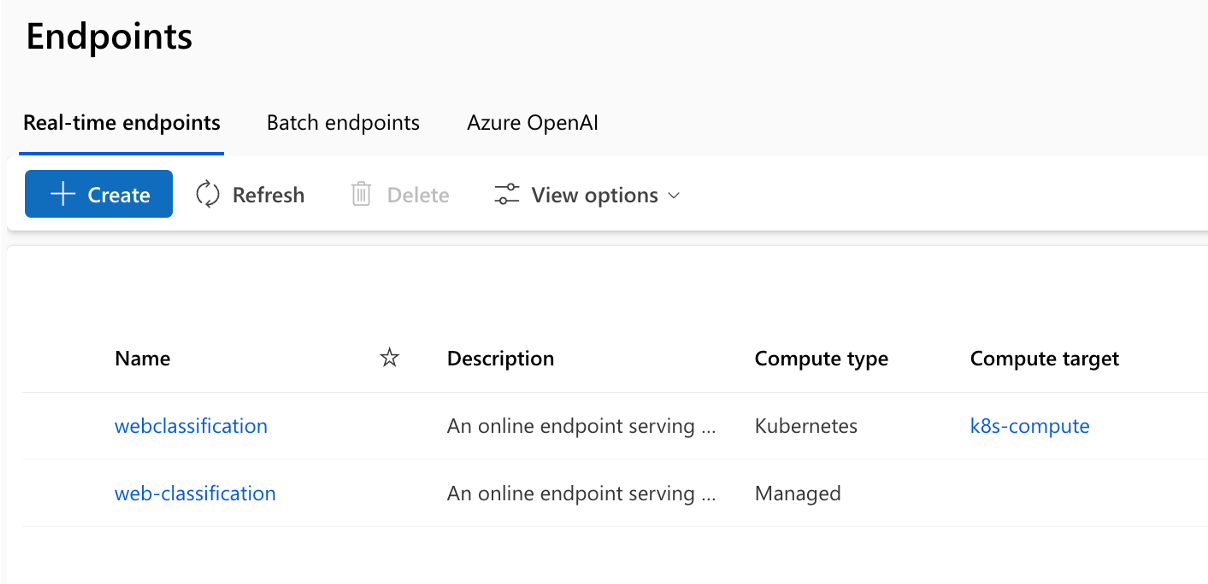 Endpoints
Real-time endpoints Batch endpoints Azure OpenAI
Create Refresh Delete View options
Name Description Compute type Compute target
webclassification An online endpoint serving ... Kubernetes k8s-compute
web-classification An online endpoint serving ... Managed